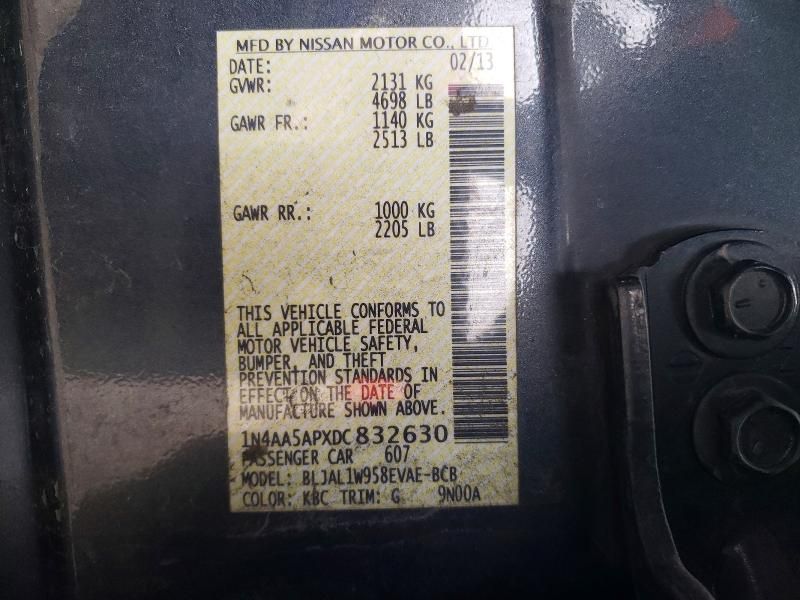 MFD BY NISSAN MOTOR CO., LTD.
DATE: 02/13
GVWR: 2131 KG
4698 LB
GAWR FR.: 1140 KG
2513 LB
GAWR RR.: 1000 KG
2205 LB
THIS VEHICLE CONFORMS TO
ALL APPLICABLE FEDERAL
MOTOR VEHICLE SAFETY,
BUMPER, AND THEFT
PREVENTION STANDARDS IN
EFFECT ON THE DATE OF
MANUFACTURE SHOWN ABOVE.
1N4AA5APXDC832630
PASSENGER CAR 607
MODEL: BLJAL1W958EVAE-BCB
COLOR: KBC TRIM: G 9N00A